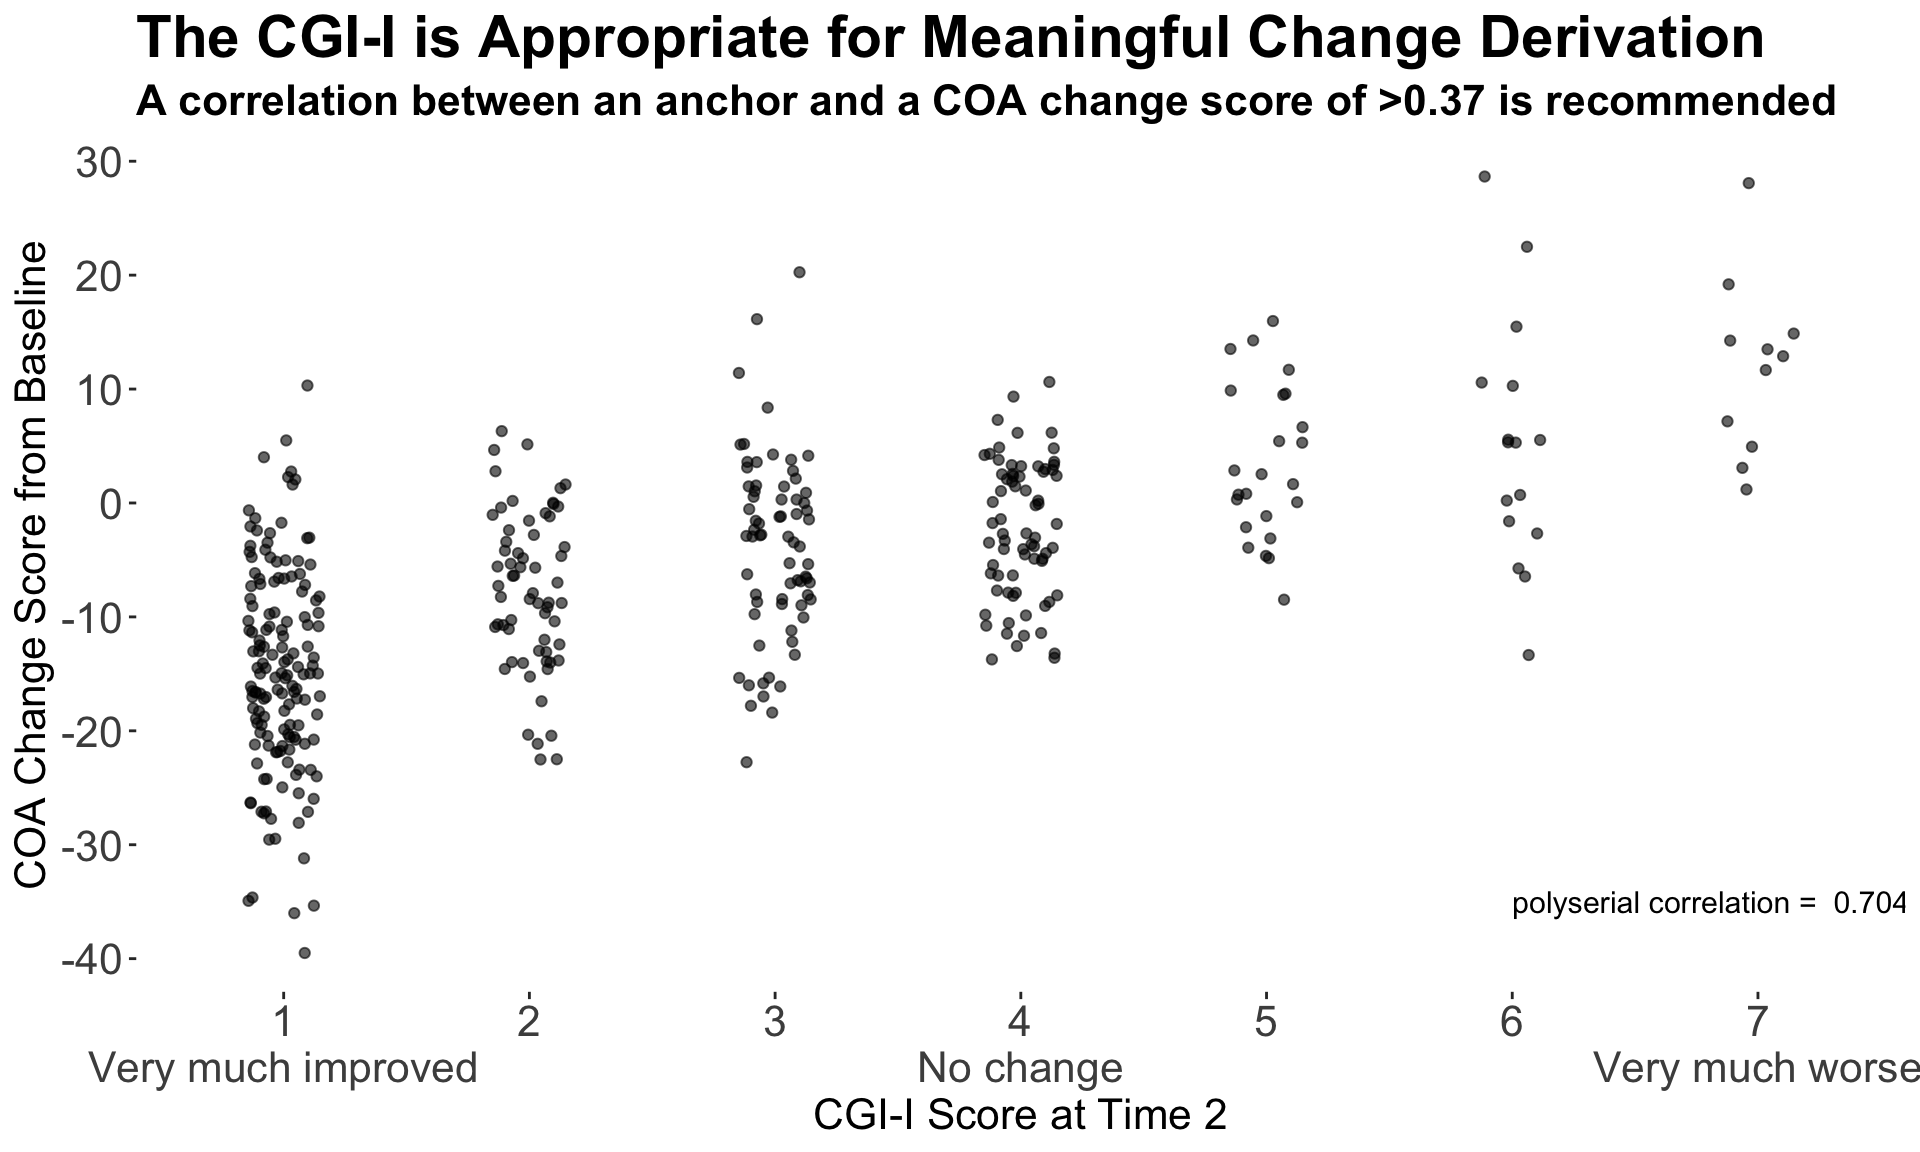 The CGI-I is Appropriate for Meaningful Change Derivation
A correlation between an anchor and a COA change score of >0.37 is recommended
COA Change Score from Baseline
30
20
10
0
-10
-20
-30
-40
polyserial correlation = 0.704
1 2 3 4 5 6 7
Very much improved No change Very much worse
CGI-I Score at Time 2